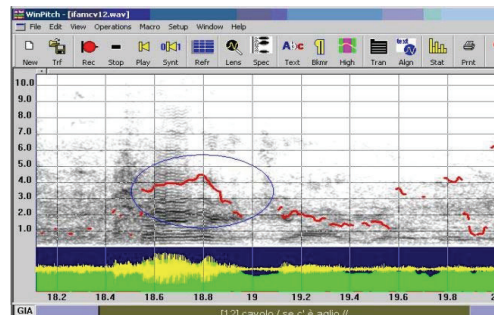 WinPitch - [ifamcv12.wav]
File Edit View Operations Macro Setup Window Help
New Trf Rec Stop Play Synt Refr Lens Spec Text Blkmr High Tran Algn Stat Prnt
10.0
9.0
8.0
7.0
6.0
5.0
4.0
3.0
2.0
1.0
18.2 18.4 18.6 18.8 19 19.2 19.4 19.6 19.8 20
GIA [12] cavolo / se c' è aglio //